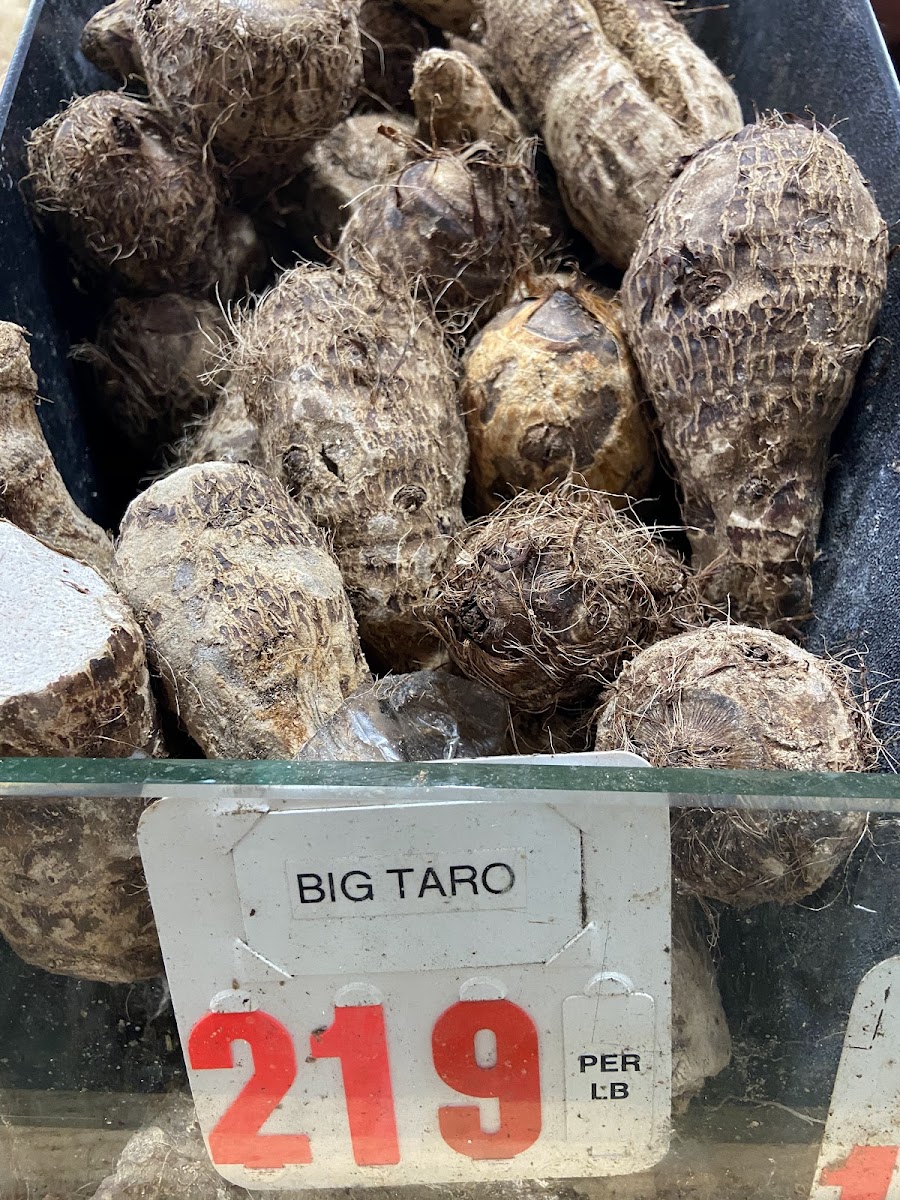 BIG TARO
219
PER
LB